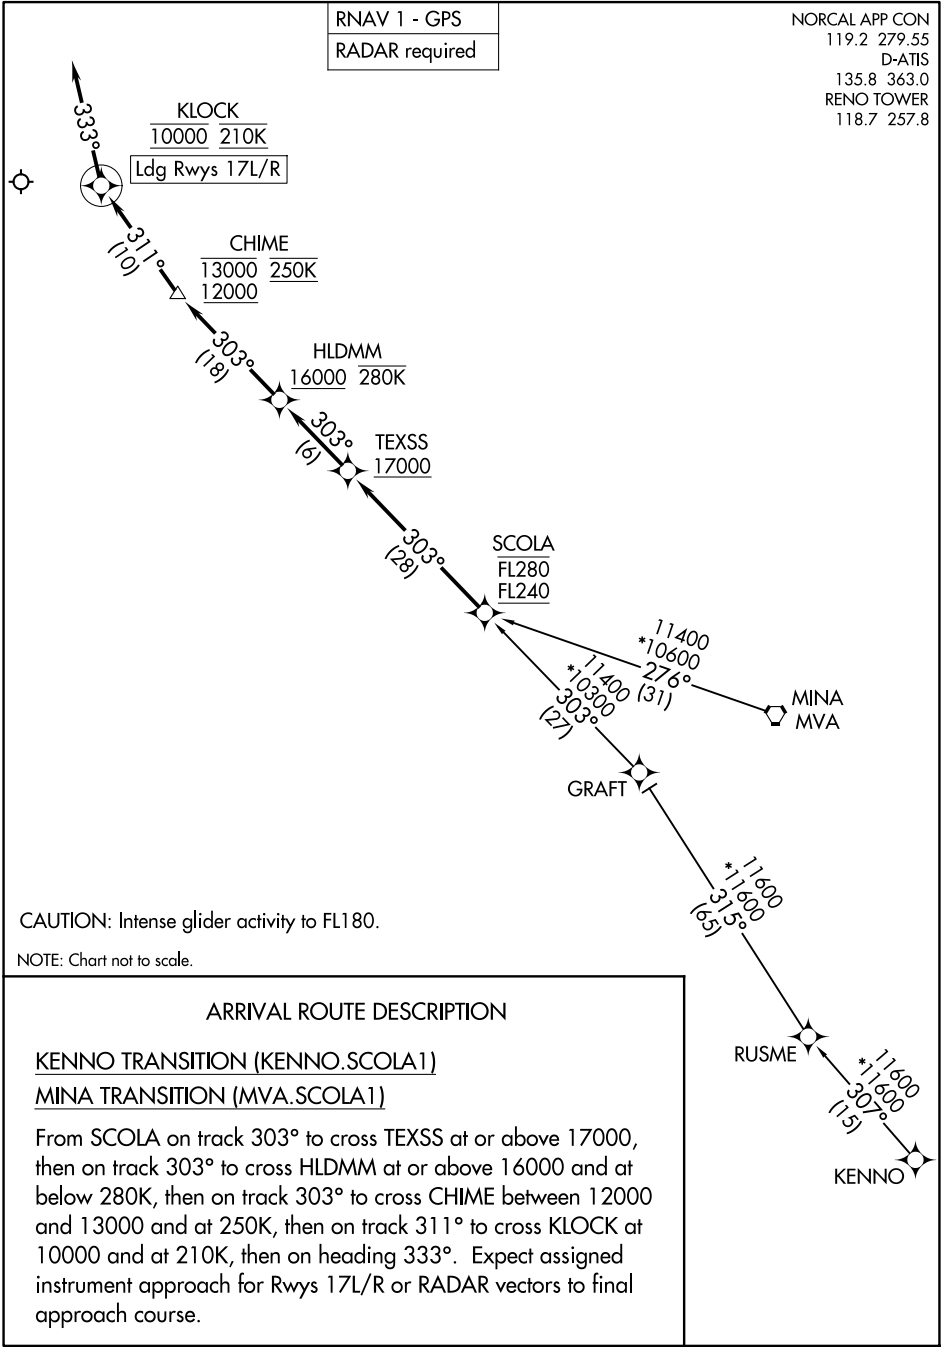 RNAV 1 - GPS
RADAR required
NORCAL APP CON
119.2 279.55
D-ATIS
135.8 363.0
RENO TOWER
118.7 257.8
333°
KLOCK
10000 210K
Ldg Rwys 17L/R
311°
(10)
CHIME
13000 250K
12000
303°
(18)
HLDMM
16000 280K
303°
(6)
TEXSS
17000
303°
(28)
SCOLA
FL280
FL240
11400
*10600
276°
(31)
MINA
MVA
11400
*10300
303°
(27)
GRAFT
11600
*11600
315°
(65)
RUSME
11600
*11600
307°
(15)
KENNO
CAUTION: Intense glider activity to FL180.
NOTE: Chart not to scale.
ARRIVAL ROUTE DESCRIPTION
KENNO TRANSITION (KENNO.SCOLA1)
MINA TRANSITION (MVA.SCOLA1)
From SCOLA on track 303° to cross TEXSS at or above 17000,
then on track 303° to cross HLDMM at or above 16000 and at
below 280K, then on track 303° to cross CHIME between 12000
and 13000 and at 250K, then on track 311° to cross KLOCK at
10000 and at 210K, then on heading 333°. Expect assigned
instrument approach for Rwys 17L/R or RADAR vectors to final
approach course.